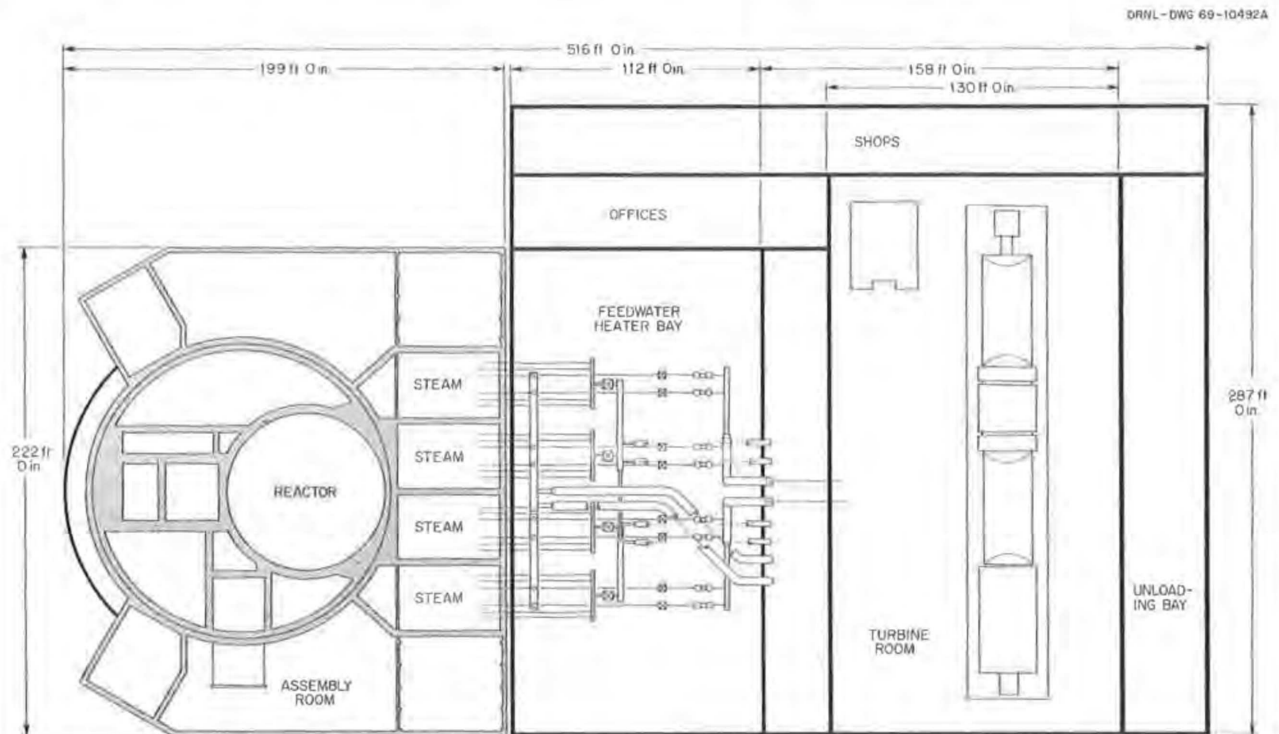 ORNL-DWG 69-10492A
516 ft 0 in.
199 ft 0 in.
112 ft 0 in.
158 ft 0 in.
130 ft 0 in.
SHOPS
OFFICES
222 ft
0 in.
287 ft
0 in.
FEEDWATER
HEATER BAY
STEAM
STEAM
REACTOR
STEAM
STEAM
ASSEMBLY
ROOM
TURBINE
ROOM
UNLOAD-
ING BAY